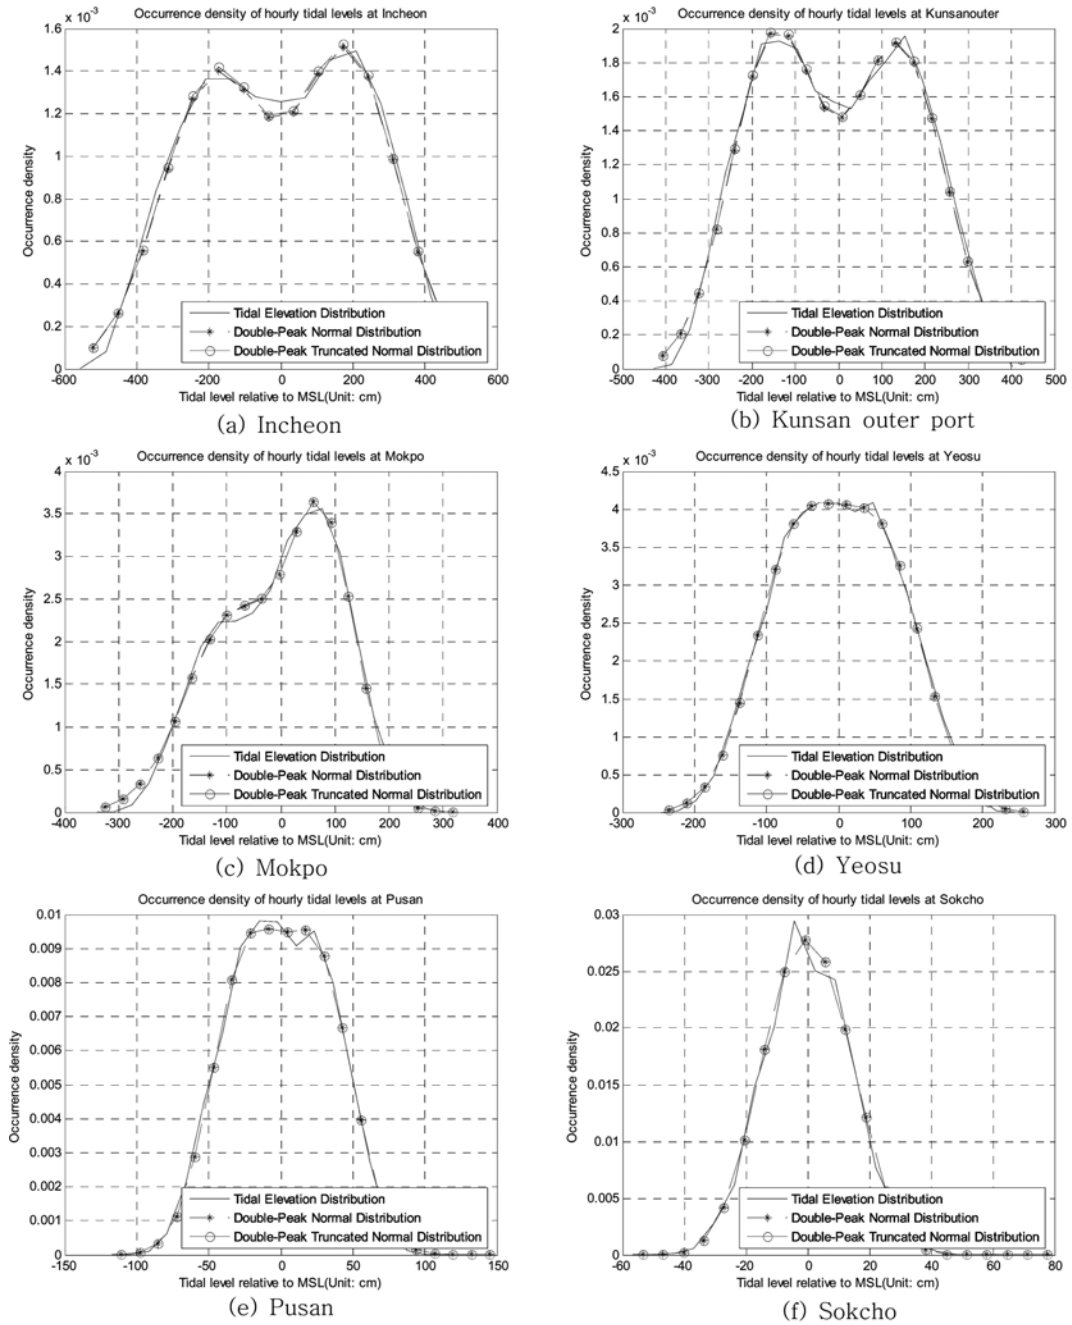 Occurrence density of hourly tidal levels at Incheon
x 10⁻³
1.6
1.4
1.2
1
0.8
0.6
0.4
0.2
0
Occurrence density
Tidal Elevation Distribution
Double-Peak Normal Distribution
Double-Peak Truncated Normal Distribution
-600 -400 -200 0 200 400 600
Tidal level relative to MSL(Unit: cm)
(a) Incheon
Occurrence density of hourly tidal levels at Kunsanouter
x 10⁻³
2
1.8
1.6
1.4
1.2
1
0.8
0.6
0.4
0.2
0
Occurrence density
Tidal Elevation Distribution
Double-Peak Normal Distribution
Double-Peak Truncated Normal Distribution
-500 -400 -300 -200 -100 0 100 200 300 400 500
Tidal level relative to MSL(Unit: cm)
(b) Kunsan outer port
Occurrence density of hourly tidal levels at Mokpo
x 10⁻³
4
3.5
3
2.5
2
1.5
1
0.5
0
Occurrence density
Tidal Elevation Distribution
Double-Peak Normal Distribution
Double-Peak Truncated Normal Distribution
-400 -300 -200 -100 0 100 200 300 400
Tidal level relative to MSL(Unit: cm)
(c) Mokpo
Occurrence density of hourly tidal levels at Yeosu
x 10⁻³
4.5
4
3.5
3
2.5
2
1.5
1
0.5
0
Occurrence density
Tidal Elevation Distribution
Double-Peak Normal Distribution
Double-Peak Truncated Normal Distribution
-300 -200 -100 0 100 200 300
Tidal level relative to MSL(Unit: cm)
(d) Yeosu
Occurrence density of hourly tidal levels at Pusan
0.01
0.009
0.008
0.007
0.006
0.005
0.004
0.003
0.002
0.001
0
Occurrence density
Tidal Elevation Distribution
Double-Peak Normal Distribution
Double-Peak Truncated Normal Distribution
-150 -100 -50 0 50 100 150
Tidal level relative to MSL(Unit: cm)
(e) Pusan
Occurrence density of hourly tidal levels at Sokcho
0.03
0.025
0.02
0.015
0.01
0.005
0
Occurrence density
Tidal Elevation Distribution
Double-Peak Normal Distribution
Double-Peak Truncated Normal Distribution
-60 -40 -20 0 20 40 60 80
Tidal level relative to MSL(Unit: cm)
(f) Sokcho